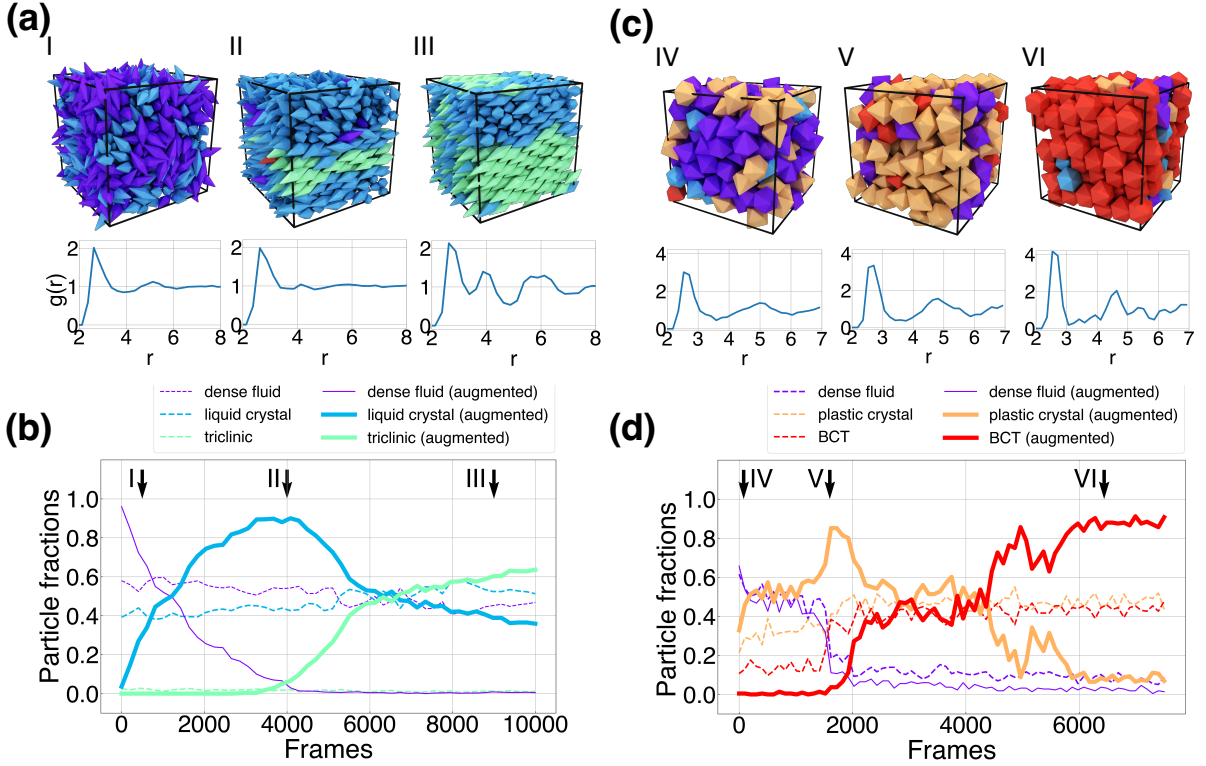 (a)
I II III
2
1
0
g(r)
2 4 6 8
r
2
1
0
2 4 6 8
r
2
1
0
2 4 6 8
r
(c)
IV V VI
4
2
0
2 3 4 5 6 7
r
4
2
0
2 3 4 5 6 7
r
4
2
0
2 3 4 5 6 7
r
(b)
dense fluid dense fluid (augmented)
liquid crystal liquid crystal (augmented)
triclinic triclinic (augmented)
I II III
1.0
0.8
0.6
0.4
0.2
0.0
Particle fractions
0 2000 4000 6000 8000 10000
Frames
(d)
dense fluid dense fluid (augmented)
plastic crystal plastic crystal (augmented)
BCT BCT (augmented)
IV V VI
1.0
0.8
0.6
0.4
0.2
0.0
Particle fractions
0 2000 4000 6000
Frames